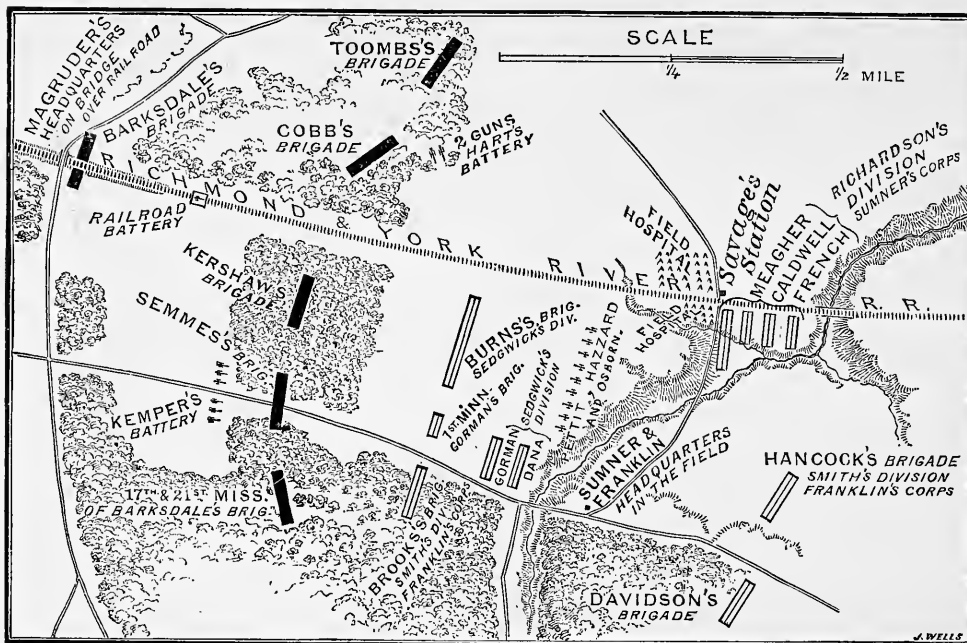 SCALE
1/4
1/2 MILE
MAGRUDER'S
HEADQUARTERS
ON BRIDGE
OVER RAILROAD
BARKSDALE'S
BRIGADE
TOOMBS'S
BRIGADE
COBB'S
BRIGADE
2 GUNS
HART'S
BATTERY
RICHMOND & YORK RIVER R.R.
RAILROAD
BATTERY
KERSHAW'S
BRIGADE
SEMMES'S BRIG.
KEMPER'S
BATTERY
17TH & 21ST MISS.
OF BARKSDALE'S BRIG.
BURNS'S BRIG.
SEDGWICKS DIV.
1ST MINN.
GORMAN'S BRIG.
GORMAN
DANA
SEDGWICK'S
DIVISION
PETTIT HAZZARD
AND OSBORN.
FIELD
HOSPITAL
FIELD
HOSPITAL
Savage's
Station
MEAGHER
CALDWELL
FRENCH
RICHARDSON'S
DIVISION
SUMNER'S CORPS
SUMNER &
FRANKLIN
HEADQUARTERS
IN THE FIELD
BROOKS BRIG.
SMITH'S DIV.
FRANKLIN'S CORP.
HANCOCK'S BRIGADE
SMITH'S DIVISION
FRANKLIN'S CORPS
DAVIDSON'S
BRIGADE
J. WELLS